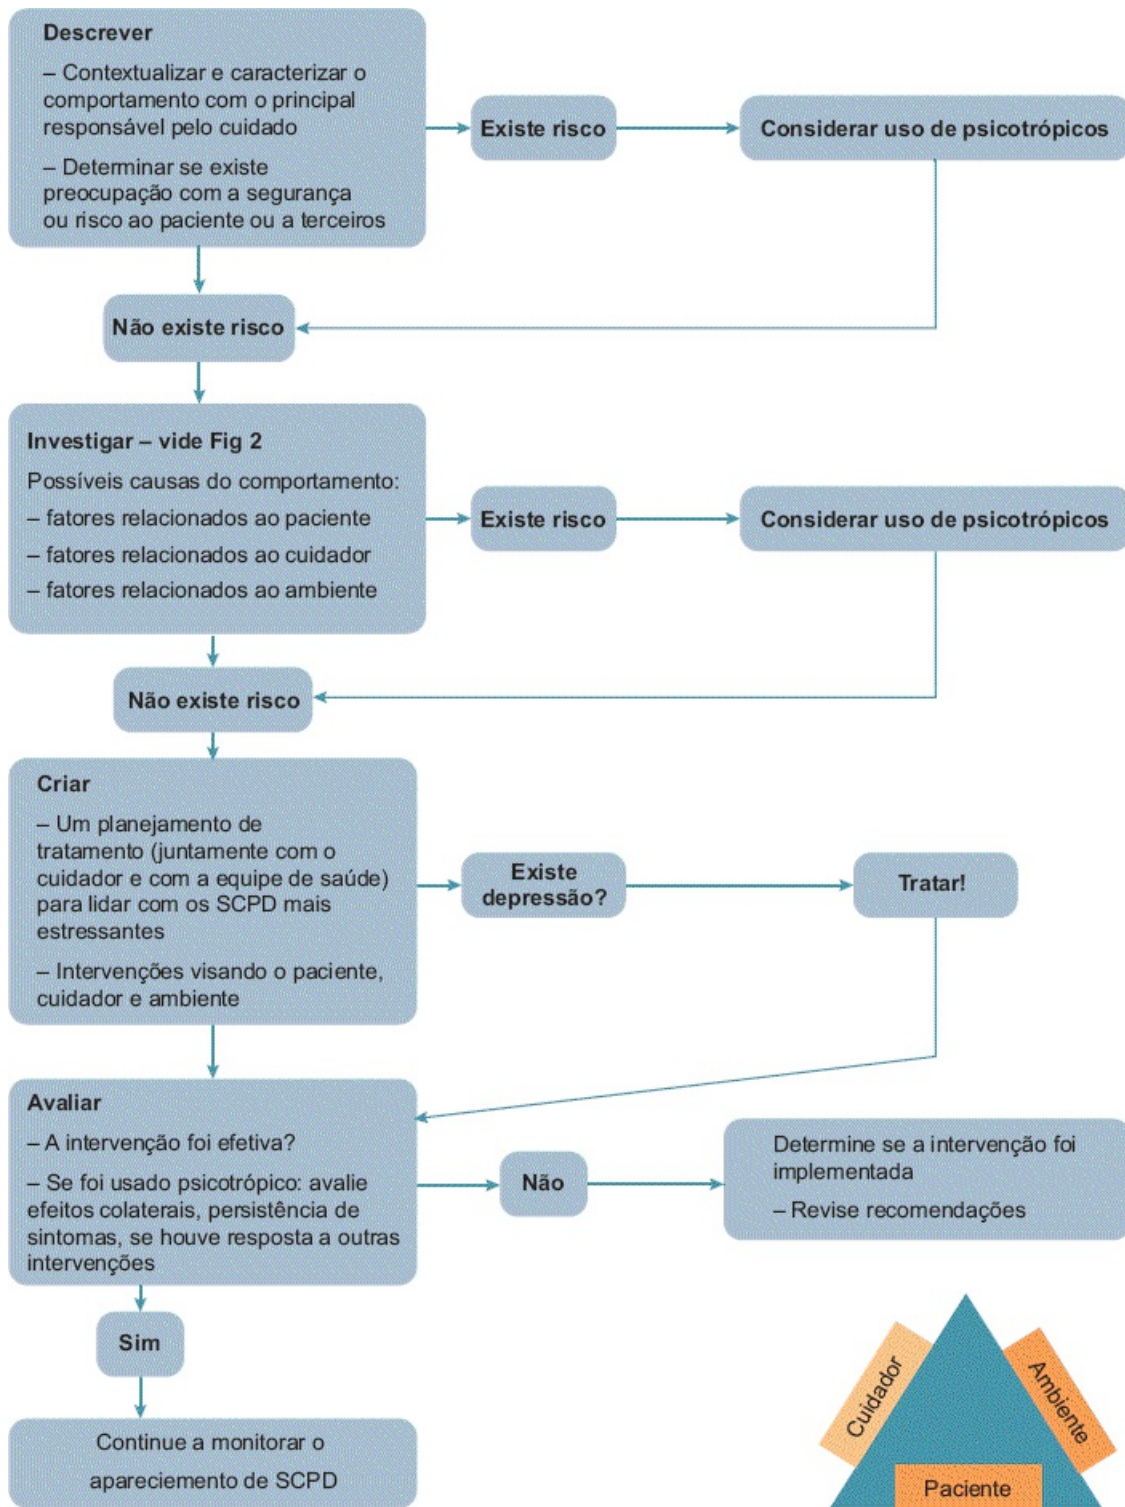 Descrever
– Contextualizar e caracterizar o
comportamento com o principal
responsável pelo cuidado
– Determinar se existe
preocupação com a segurança
ou risco ao paciente ou a terceiros
Existe risco
Considerar uso de psicotrópicos
Não existe risco
Investigar – vide Fig 2
Possíveis causas do comportamento:
– fatores relacionados ao paciente
– fatores relacionados ao cuidador
– fatores relacionados ao ambiente
Existe risco
Considerar uso de psicotrópicos
Não existe risco
Criar
– Um planejamento de
tratamento (juntamente com o
cuidador e com a equipe de saúde)
para lidar com os SCPD mais
estressantes
– Intervenções visando o paciente,
cuidador e ambiente
Existe
depressão?
Tratar!
Avaliar
– A intervenção foi efetiva?
– Se foi usado psicotrópico: avalie
efeitos colaterais, persistência de
sintomas, se houve resposta a outras
intervenções
Não
Determine se a intervenção foi
implementada
– Revise recomendações
Sim
Continue a monitorar o
apareciemento de SCPD
Cuidador
Ambiente
Paciente